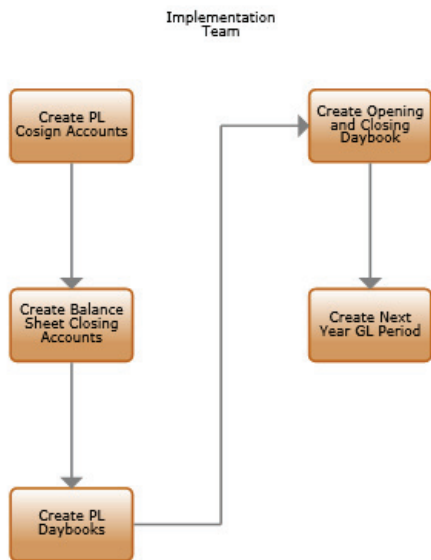 Implementation
Team
Create PL
Cosign Accounts
Create Balance
Sheet Closing
Accounts
Create PL
Daybooks
Create Opening
and Closing
Daybook
Create Next
Year GL Period